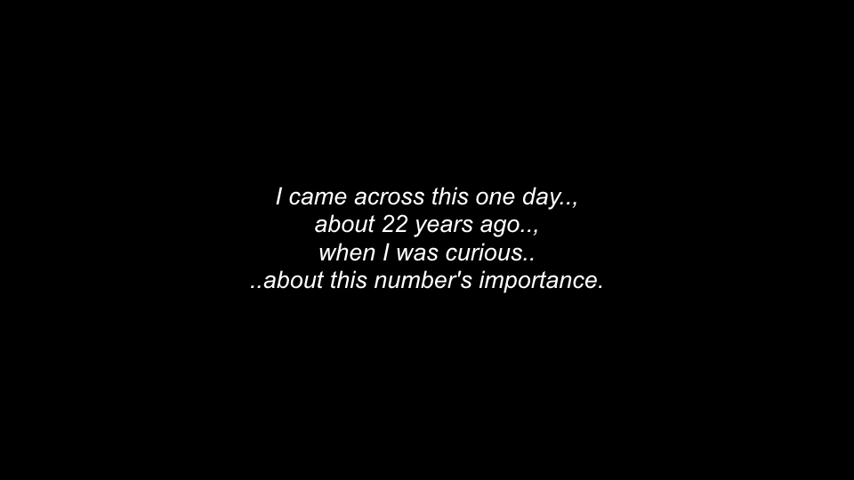 I came across this one day..,
about 22 years ago..,
when I was curious..
..about this number's importance.